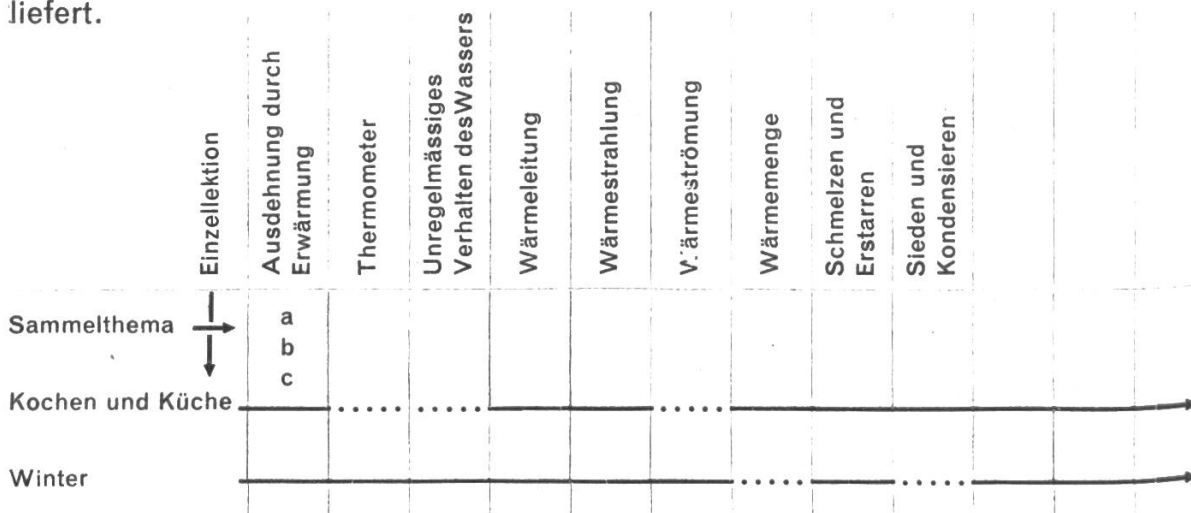 liefert.
Einzellektion
Ausdehnung durch
Erwärmung
Thermometer
Unregelmässiges
Verhalten des Wassers
Wärmeleitung
Wärmestrahlung
Wärmeströmung
Wärmemenge
Schmelzen und
Erstarren
Sieden und
Kondensieren
Sammelthema
a
b
c
Kochen und Küche
Winter